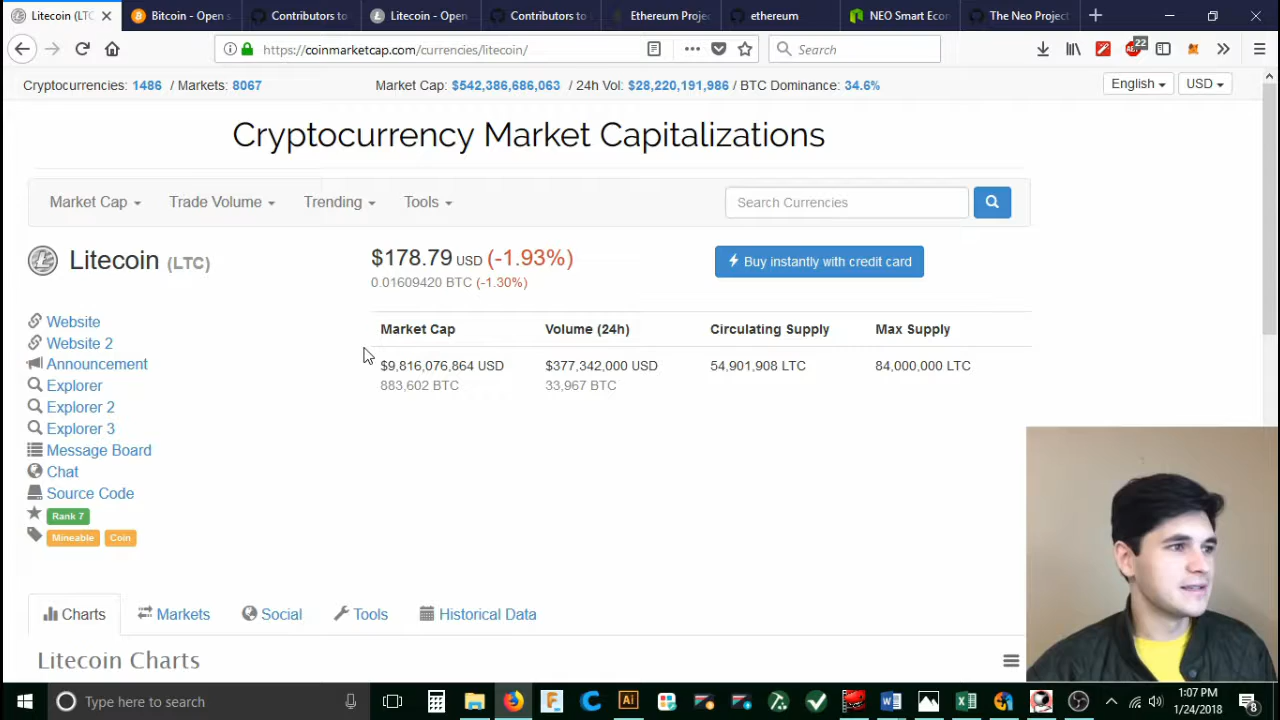 Litecoin (LTC)
Bitcoin - Open s
Contributors to
Litecoin - Open
Contributors to
Ethereum Proje
ethereum
NEO Smart Econ
The Neo Project
https://coinmarketcap.com/currencies/litecoin/
Search
22
Cryptocurrencies: 1486 / Markets: 8067
Market Cap: $542,386,686,063 / 24h Vol: $28,220,191,986 / BTC Dominance: 34.6%
English
USD
Cryptocurrency Market Capitalizations
Market Cap
Trade Volume
Trending
Tools
Search Currencies
Litecoin (LTC)
$178.79 USD (-1.93%)
0.01609420 BTC (-1.30%)
Buy instantly with credit card
Market Cap
Volume (24h)
Circulating Supply
Max Supply
$9,816,076,864 USD
$377,342,000 USD
54,901,908 LTC
84,000,000 LTC
883,602 BTC
33,967 BTC
Website
Website 2
Announcement
Explorer
Explorer 2
Explorer 3
Message Board
Chat
Source Code
Rank 7
Mineable
Coin
Charts
Markets
Social
Tools
Historical Data
Litecoin Charts
Type here to search
1:07 PM
1/24/2018
8